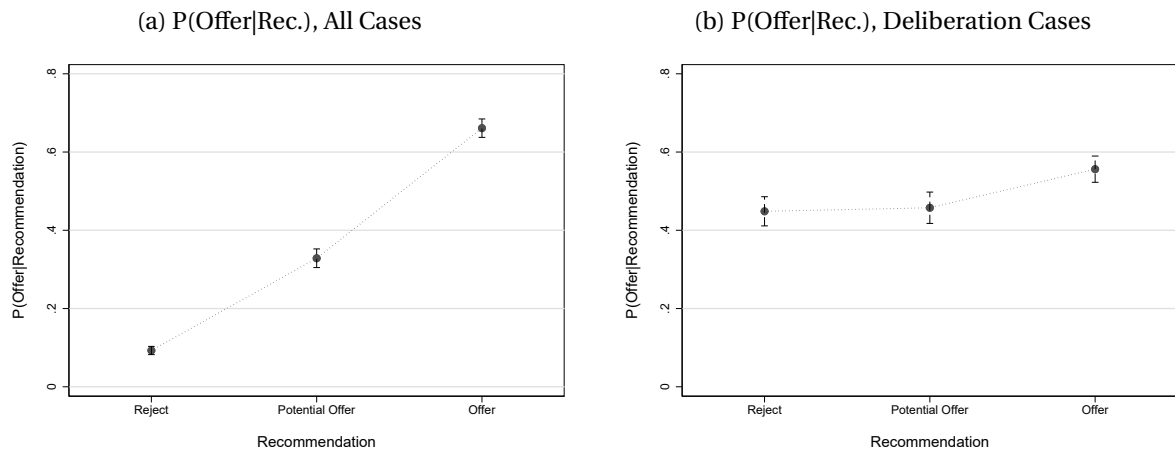 (a) P(Offer|Rec.), All Cases
P(Offer|Recommendation)
.8
.6
.4
.2
0
Reject Potential Offer Offer
Recommendation
(b) P(Offer|Rec.), Deliberation Cases
P(Offer|Recommendation)
.8
.6
.4
.2
0
Reject Potential Offer Offer
Recommendation